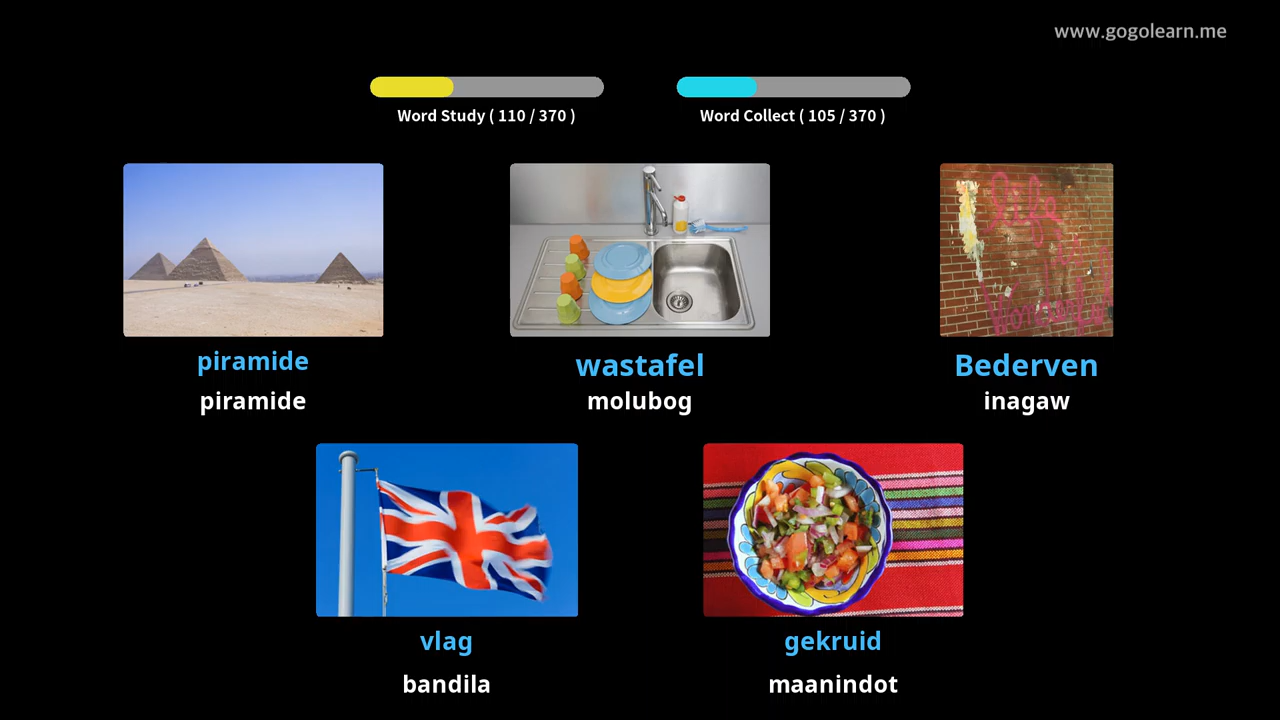 www.gogolearn.me
Word Study ( 110 / 370 )
Word Collect ( 105 / 370 )
piramide
piramide
wastafel
molubog
Bederven
inagaw
vlag
bandila
gekruid
maanindot